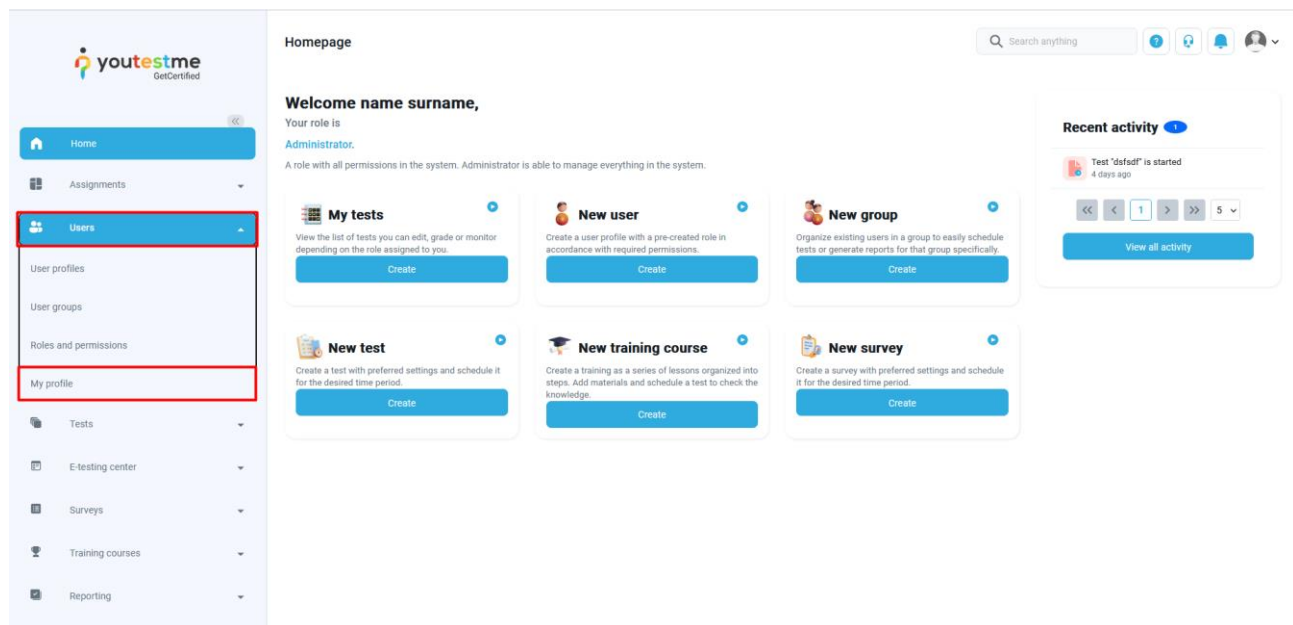 youtestme
GetCertified
Homepage
Search anything
Home
Assignments
Users
User profiles
User groups
Roles and permissions
My profile
Tests
E-testing center
Surveys
Training courses
Reporting
Welcome name surname,
Your role is
Administrator.
A role with all permissions in the system. Administrator is able to manage everything in the system.
My tests
View the list of tests you can edit, grade or monitor
depending on the role assigned to you.
Create
New user
Create a user profile with a pre-created role in
accordance with required permissions.
Create
New group
Organize existing users in a group to easily schedule
tests or generate reports for that group specifically.
Create
New test
Create a test with preferred settings and schedule it
for the desired time period.
Create
New training course
Create a training as a series of lessons organized into
steps. Add materials and schedule a test to check the
knowledge.
Create
New survey
Create a survey with preferred settings and schedule
it for the desired time period.
Create
Recent activity 1
Test "dsfsdf" is started
4 days ago
1 5
View all activity